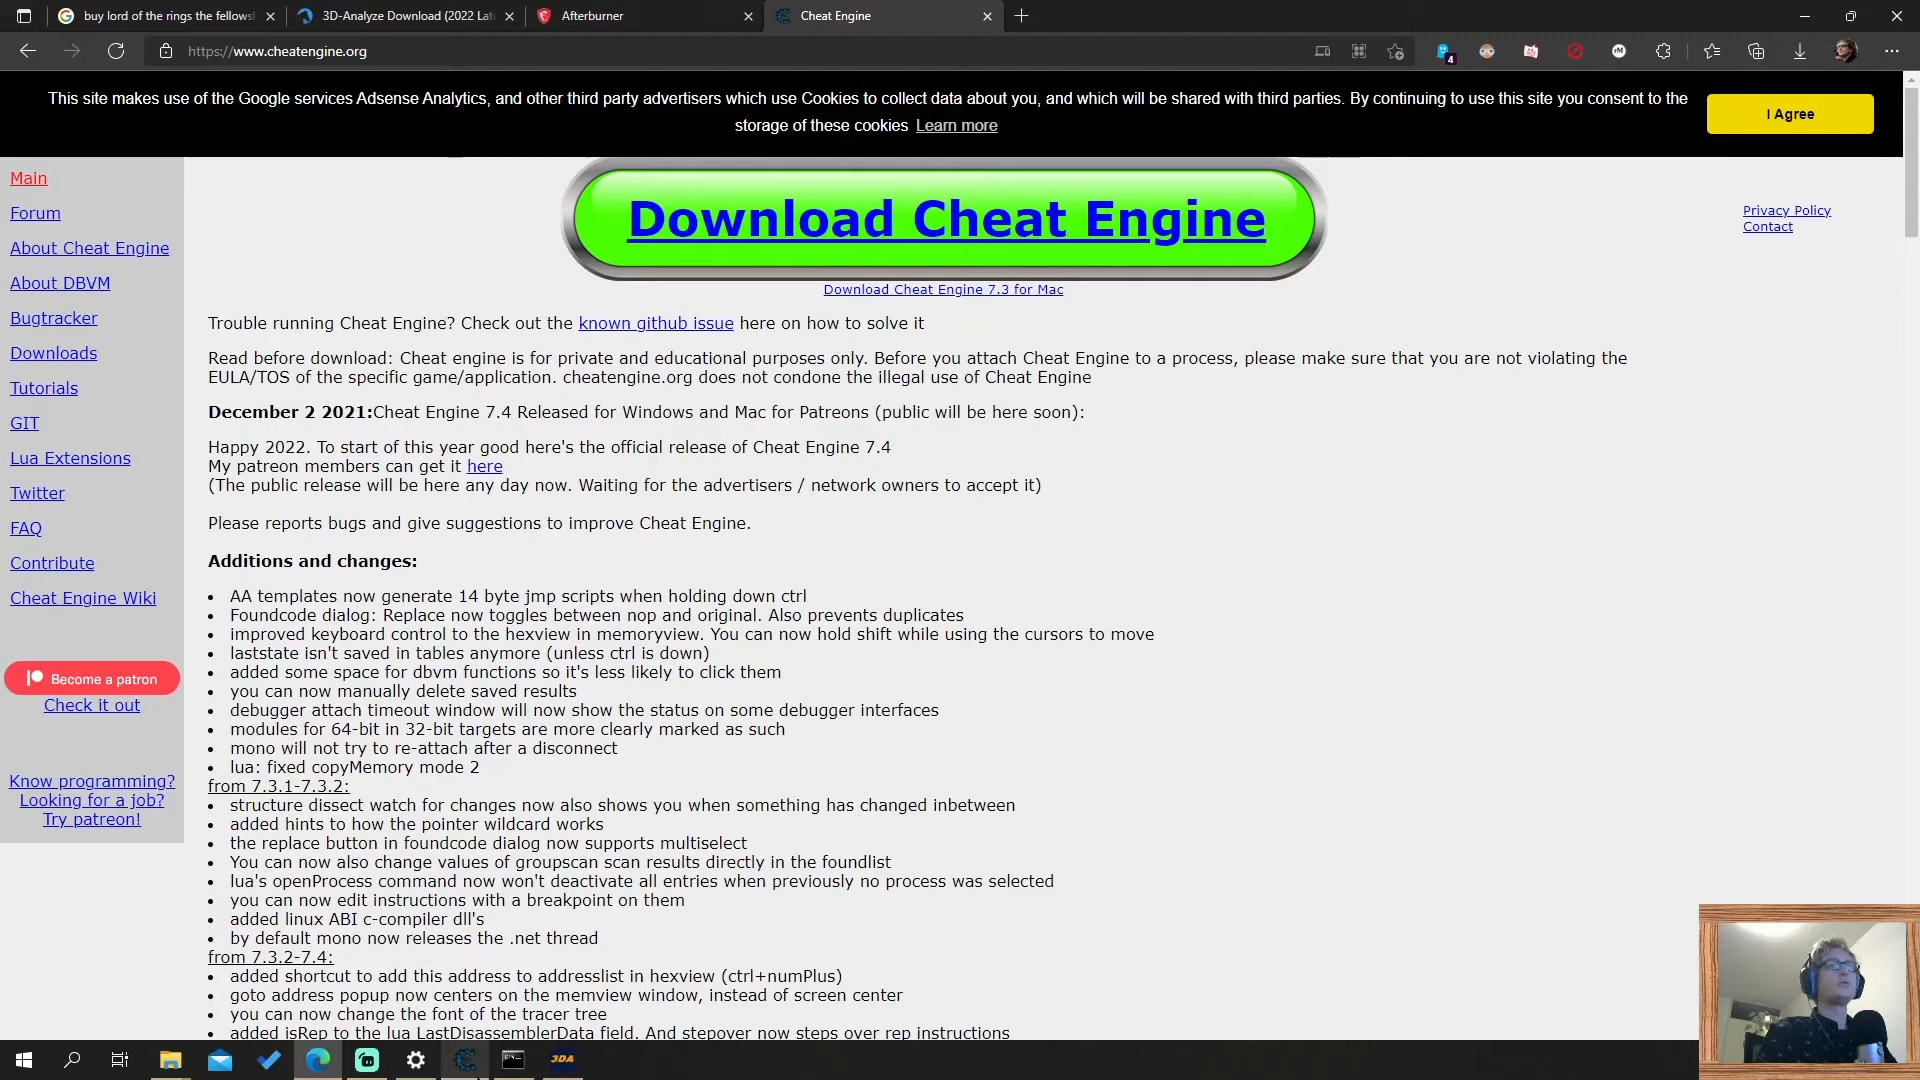 buy lord of the rings the fellows
3D-Analyze Download (2022 Lat
Afterburner
Cheat Engine
https://www.cheatengine.org
4
This site makes use of the Google services Adsense Analytics, and other third party advertisers which use Cookies to collect data about you, and which will be shared with third parties. By continuing to use this site you consent to the
storage of these cookies Learn more
I Agree
Main
Forum
About Cheat Engine
About DBVM
Bugtracker
Downloads
Tutorials
GIT
Lua Extensions
Twitter
FAQ
Contribute
Cheat Engine Wiki
Become a patron
Check it out
Know programming?
Looking for a job?
Try patreon!
Download Cheat Engine
Download Cheat Engine 7.3 for Mac
Privacy Policy
Contact
Trouble running Cheat Engine? Check out the known github issue here on how to solve it
Read before download: Cheat engine is for private and educational purposes only. Before you attach Cheat Engine to a process, please make sure that you are not violating the
EULA/TOS of the specific game/application. cheatengine.org does not condone the illegal use of Cheat Engine
December 2 2021:Cheat Engine 7.4 Released for Windows and Mac for Patreons (public will be here soon):
Happy 2022. To start of this year good here's the official release of Cheat Engine 7.4
My patreon members can get it here
(The public release will be here any day now. Waiting for the advertisers / network owners to accept it)
Please reports bugs and give suggestions to improve Cheat Engine.
Additions and changes:
• AA templates now generate 14 byte jmp scripts when holding down ctrl
• Foundcode dialog: Replace now toggles between nop and original. Also prevents duplicates
• improved keyboard control to the hexview in memoryview. You can now hold shift while using the cursors to move
• laststate isn't saved in tables anymore (unless ctrl is down)
• added some space for dbvm functions so it's less likely to click them
• you can now manually delete saved results
• debugger attach timeout window will now show the status on some debugger interfaces
• modules for 64-bit in 32-bit targets are more clearly marked as such
• mono will not try to re-attach after a disconnect
• lua: fixed copyMemory mode 2
from 7.3.1-7.3.2:
• structure dissect watch for changes now also shows you when something has changed inbetween
• added hints to how the pointer wildcard works
• the replace button in foundcode dialog now supports multiselect
• You can now also change values of groupscan scan results directly in the foundlist
• lua's openProcess command now won't deactivate all entries when previously no process was selected
• you can now edit instructions with a breakpoint on them
• added linux ABI c-compiler dll's
• by default mono now releases the .net thread
from 7.3.2-7.4:
• added shortcut to add this address to addresslist in hexview (ctrl+numPlus)
• goto address popup now centers on the memview window, instead of screen center
• you can now change the font of the tracer tree
• added isRep to the lua LastDisassemblerData field. And stepover now steps over rep instructions
3DA